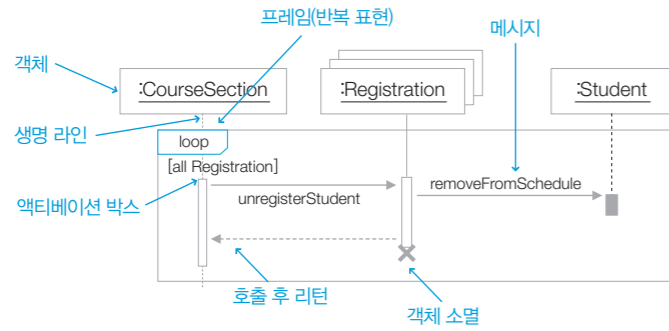 프레임(반복 표현)
메시지
객체
:CourseSection
:Registration
:Student
생명 라인
loop
[all Registration]
액티베이션 박스
unregisterStudent
removeFromSchedule
호출 후 리턴
객체 소멸